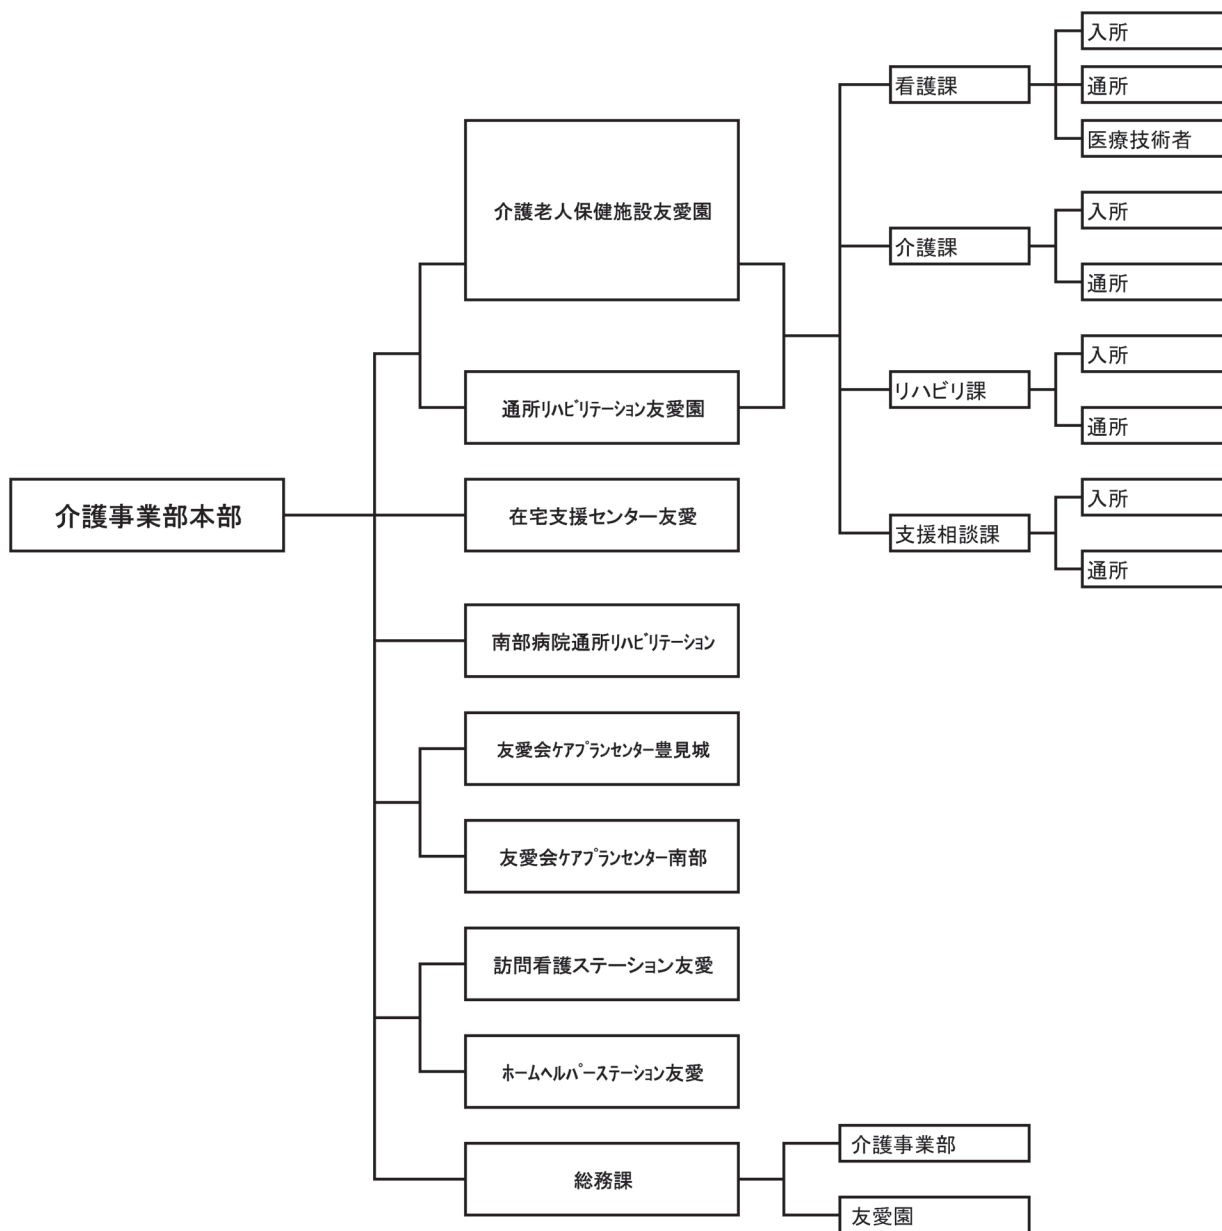 介護事業部本部
介護老人保健施設友愛園
通所ﾘﾊﾋﾞﾘﾃｰｼｮﾝ友愛園
在宅支援センター友愛
南部病院通所ﾘﾊﾋﾞﾘﾃｰｼｮﾝ
友愛会ｹｱﾌﾟﾗﾝｾﾝﾀｰ豊見城
友愛会ｹｱﾌﾟﾗﾝｾﾝﾀｰ南部
訪問看護ステーション友愛
ﾎｰﾑﾍﾙﾊﾟｰｽﾃｰｼｮﾝ友愛
総務課
看護課
入所
通所
医療技術者
介護課
入所
通所
リハビリ課
入所
通所
支援相談課
入所
通所
介護事業部
友愛園